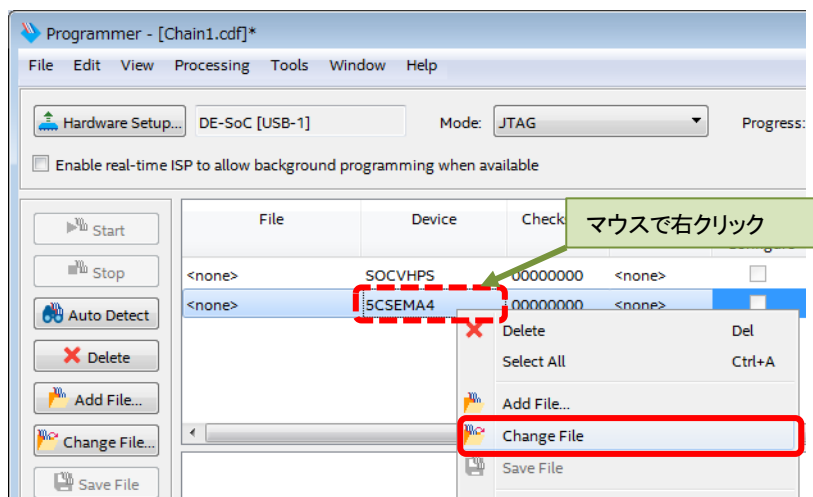 Programmer - [Chain1.cdf]*
File Edit View Processing Tools Window Help
Hardware Setup... DE-SoC [USB-1] Mode: JTAG Progress:
Enable real-time ISP to allow background programming when available
マウスで右クリック
File Device
Start
Stop
<none> SOCVHPS 00000000 <none>
<none> 5CSEMA4 00000000 <none>
Auto Detect
Delete Del
Select All Ctrl+A
Delete
Add File...
Add File...
Change File
Change File...
Save File
Save File